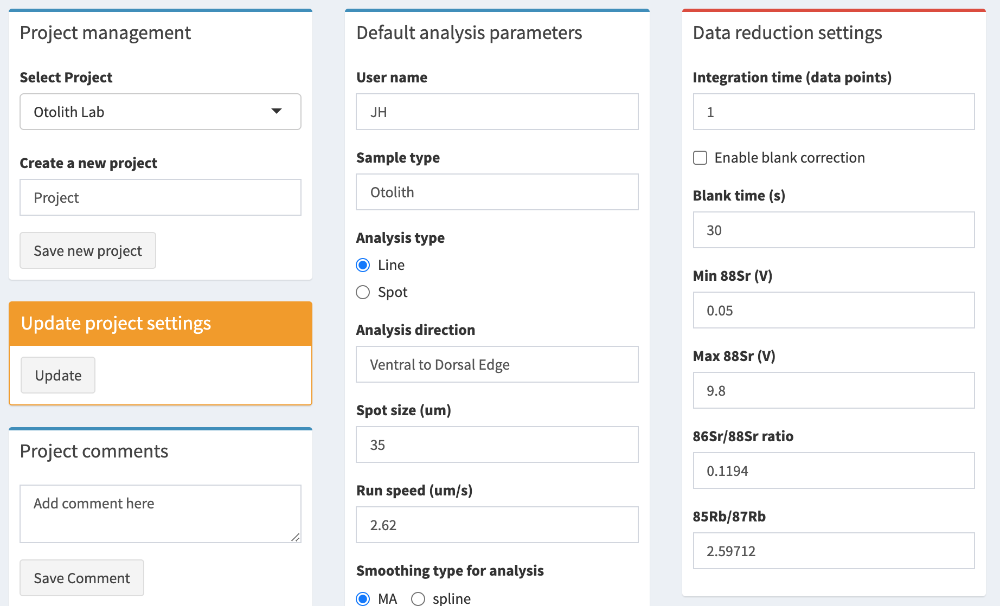 Project management
Select Project
Otolith Lab
Create a new project
Project
Save new project
Update project settings
Update
Project comments
Add comment here
Save Comment
Default analysis parameters
User name
JH
Sample type
Otolith
Analysis type
Line
Spot
Analysis direction
Ventral to Dorsal Edge
Spot size (um)
35
Run speed (um/s)
2.62
Smoothing type for analysis
MA spline
Data reduction settings
Integration time (data points)
1
Enable blank correction
Blank time (s)
30
Min 88Sr (V)
0.05
Max 88Sr (V)
9.8
86Sr/88Sr ratio
0.1194
85Rb/87Rb
2.59712